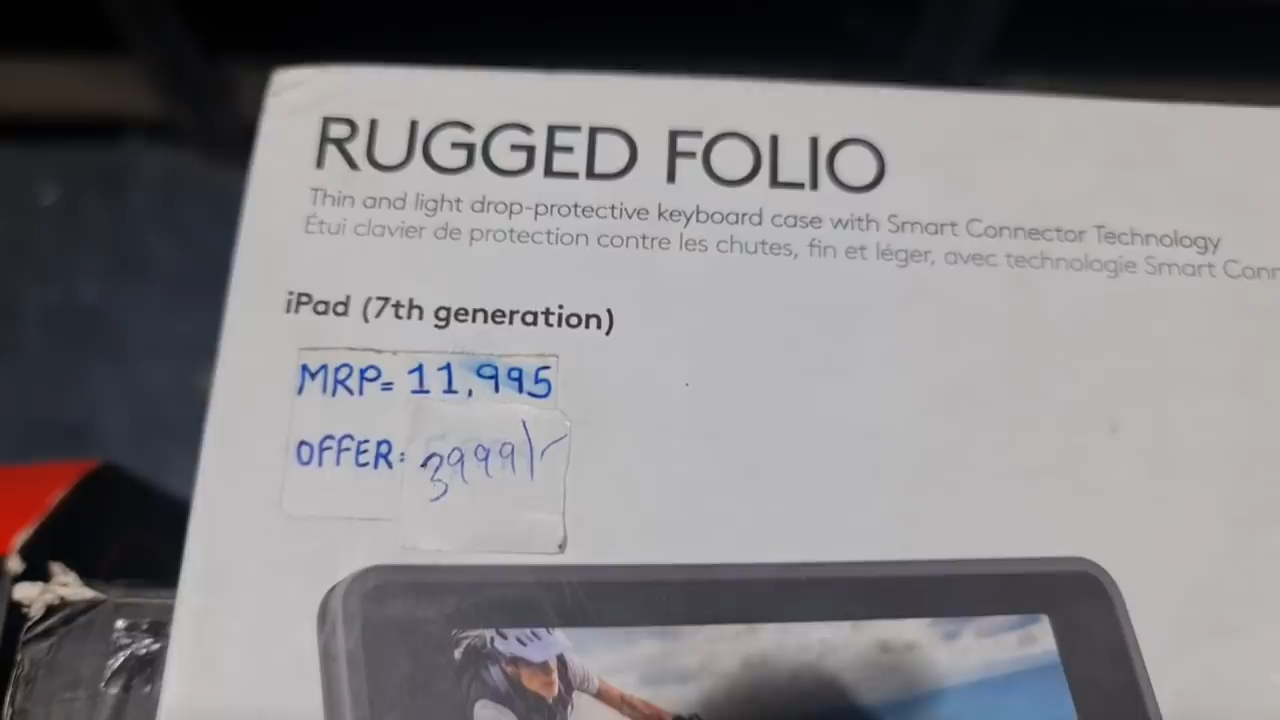 RUGGED FOLIO
Thin and light drop-protective keyboard case with Smart Connector Technology
Étui clavier de protection contre les chutes, fin et léger, avec technologie Smart Conn
iPad (7th generation)
MRP= 11,995
OFFER: 3999/-